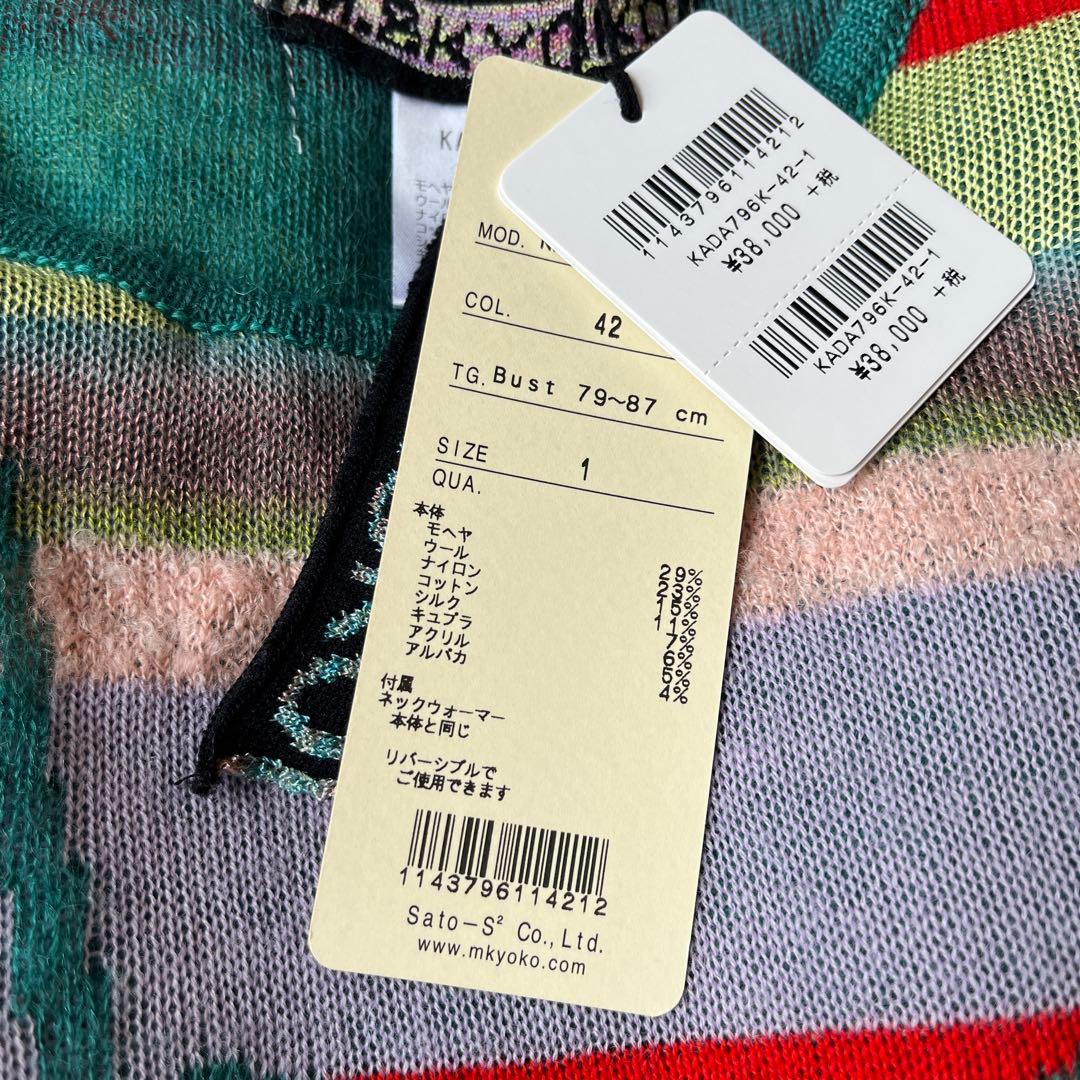 M.&KYOKO
KA
MOD. N
COL. 42
TG. Bust 79~87 cm
SIZE 1
QUA.
本体
モヘヤ 29%
ウール 23%
ナイロン 15%
コットン 11%
シルク 7%
キュプラ 6%
アクリル 5%
アルパカ 4%
付属
ネックウォーマー
本体と同じ
リバーシブルで
ご使用できます
1143796114212
Sato-S² Co., Ltd.
www.mkyoko.com
1143796114212
KADA796K-42-1
¥38,000 +税
KADA796K-42-1
¥38,000 +税